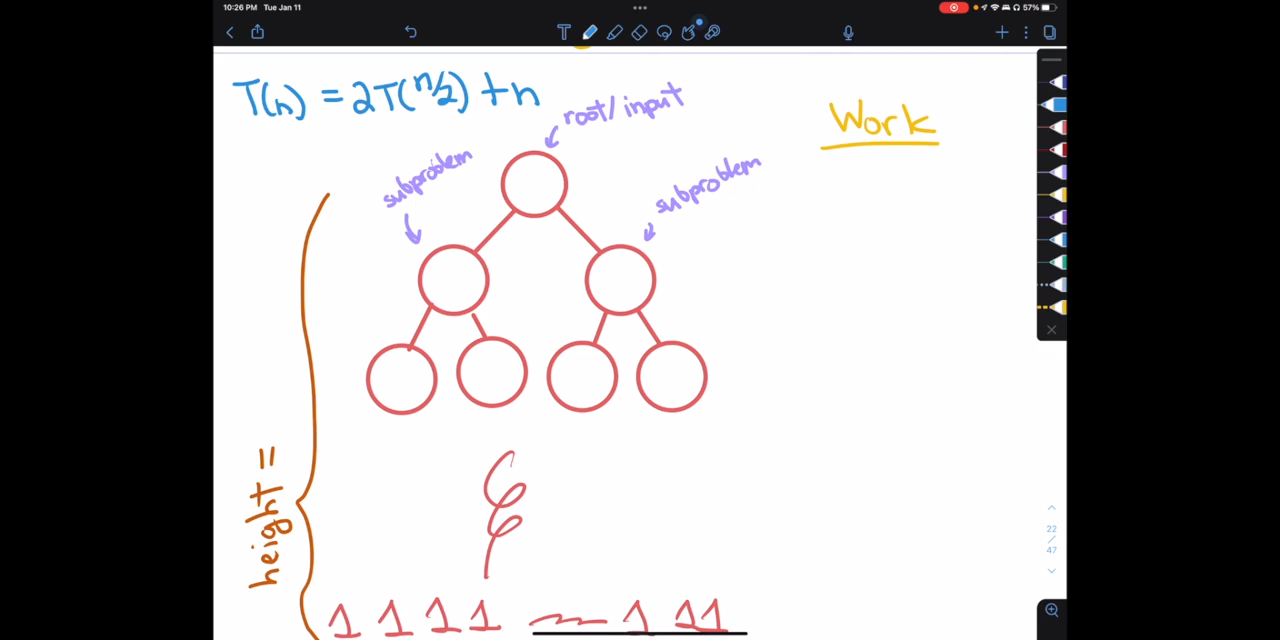 10:26 PM Tue Jan 11
57%
T(n) = 2T(n/2) + n
root/input
Work
subproblem
subproblem
height =
1 1 1 1 1 1 1
22
/
47